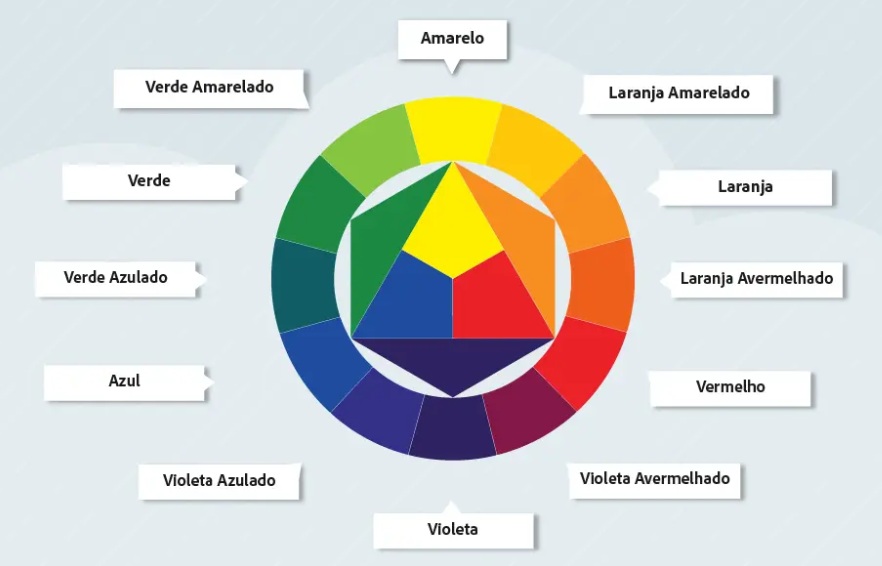 Amarelo
Verde Amarelado
Laranja Amarelado
Verde
Laranja
Verde Azulado
Laranja Avermelhado
Azul
Vermelho
Violeta Azulado
Violeta Avermelhado
Violeta